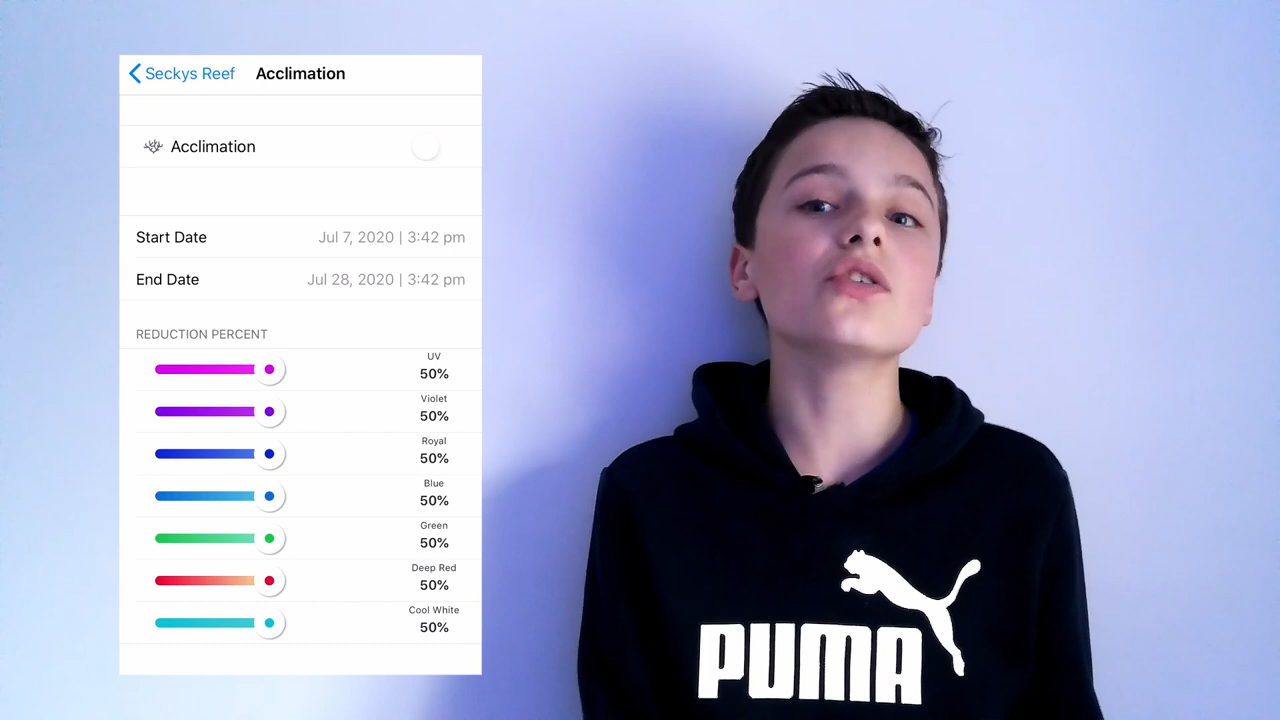 Seckys Reef Acclimation
Acclimation
Start Date Jul 7, 2020 | 3:42 pm
End Date Jul 28, 2020 | 3:42 pm
REDUCTION PERCENT
UV
50%
Violet
50%
Royal
50%
Blue
50%
Green
50%
Deep Red
50%
Cool White
50%
PUMA